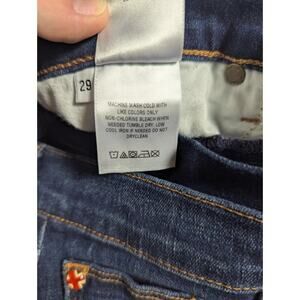 29
MACHINE WASH COLD WITH
LIKE COLORS ONLY
NON-CHLORINE BLEACH WHEN
NEEDED TUMBLE DRY. LOW
COOL IRON IF NEEDED DO NOT
DRYCLEAN